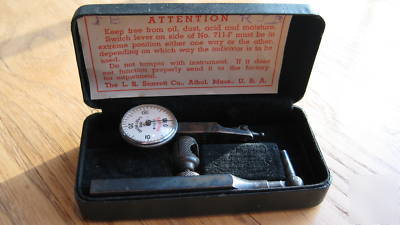 ATTENTION
Keep free from oil, dust, acid and moisture.
Switch lever on side of No. 711-F must be in
extreme position either one way or the other,
depending on which way the indicator is to be
used.
Do not tamper with instrument. If it does
not function properly send it to the factory
for adjustment.
The L. S. Starrett Co., Athol, Mass., U. S. A.